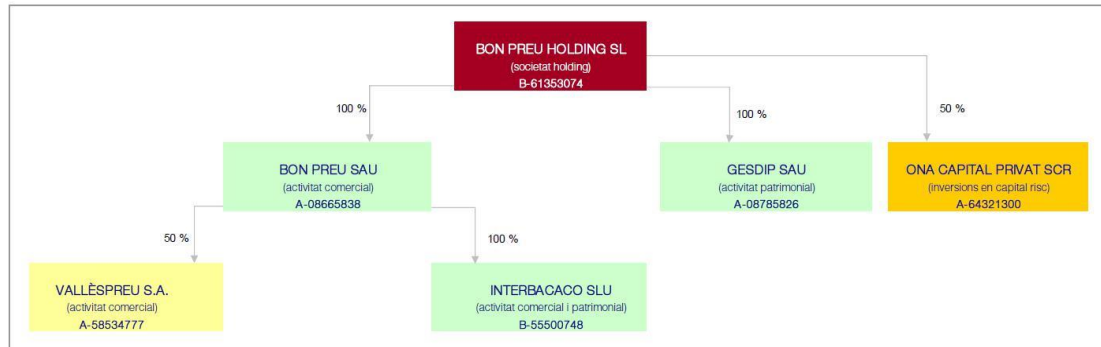 BON PREU HOLDING SL
(societat holding)
B-61353074
100 %
100 %
50 %
BON PREU SAU
(activitat comercial)
A-08665838
GESDIP SAU
(activitat patrimonial)
A-08785826
ONA CAPITAL PRIVAT SCR
(inversions en capital risc)
A-64321300
50 %
100 %
VALLÈSPREU S.A.
(activitat comercial)
A-58534777
INTERBACACO SLU
(activitat comercial i patrimonial)
B-55500748